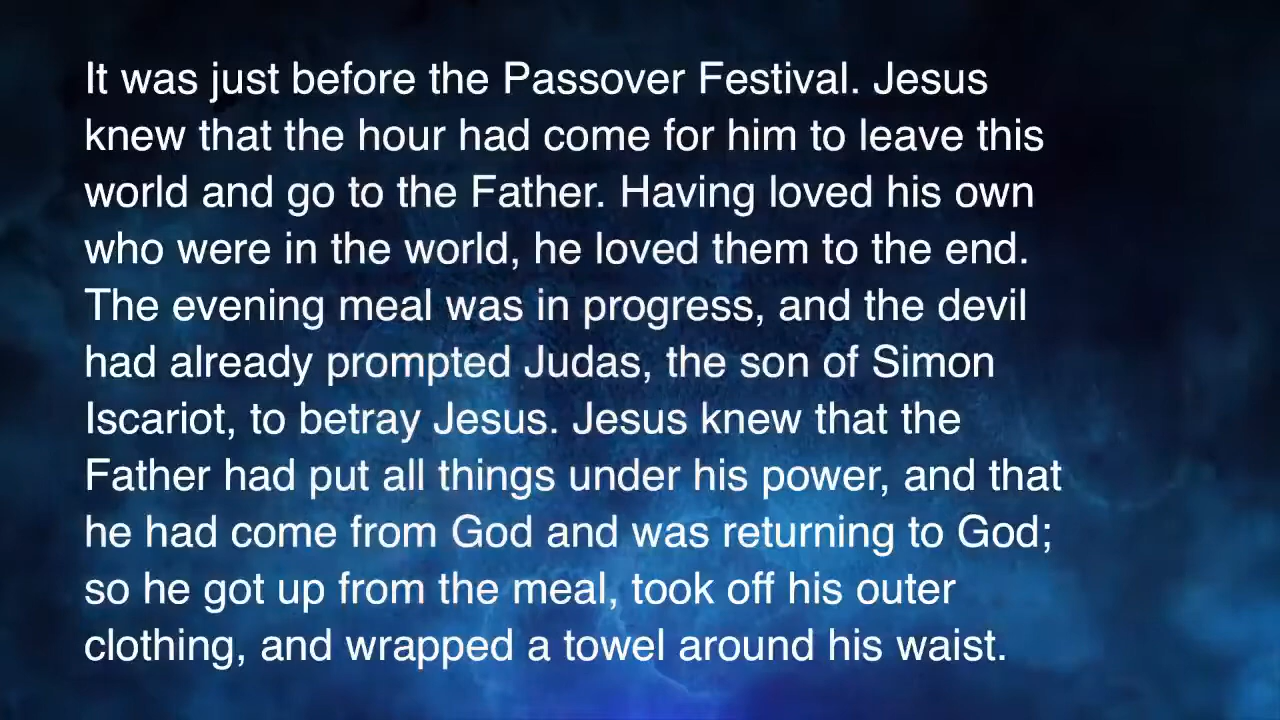 It was just before the Passover Festival. Jesus
knew that the hour had come for him to leave this
world and go to the Father. Having loved his own
who were in the world, he loved them to the end.
The evening meal was in progress, and the devil
had already prompted Judas, the son of Simon
Iscariot, to betray Jesus. Jesus knew that the
Father had put all things under his power, and that
he had come from God and was returning to God;
so he got up from the meal, took off his outer
clothing, and wrapped a towel around his waist.